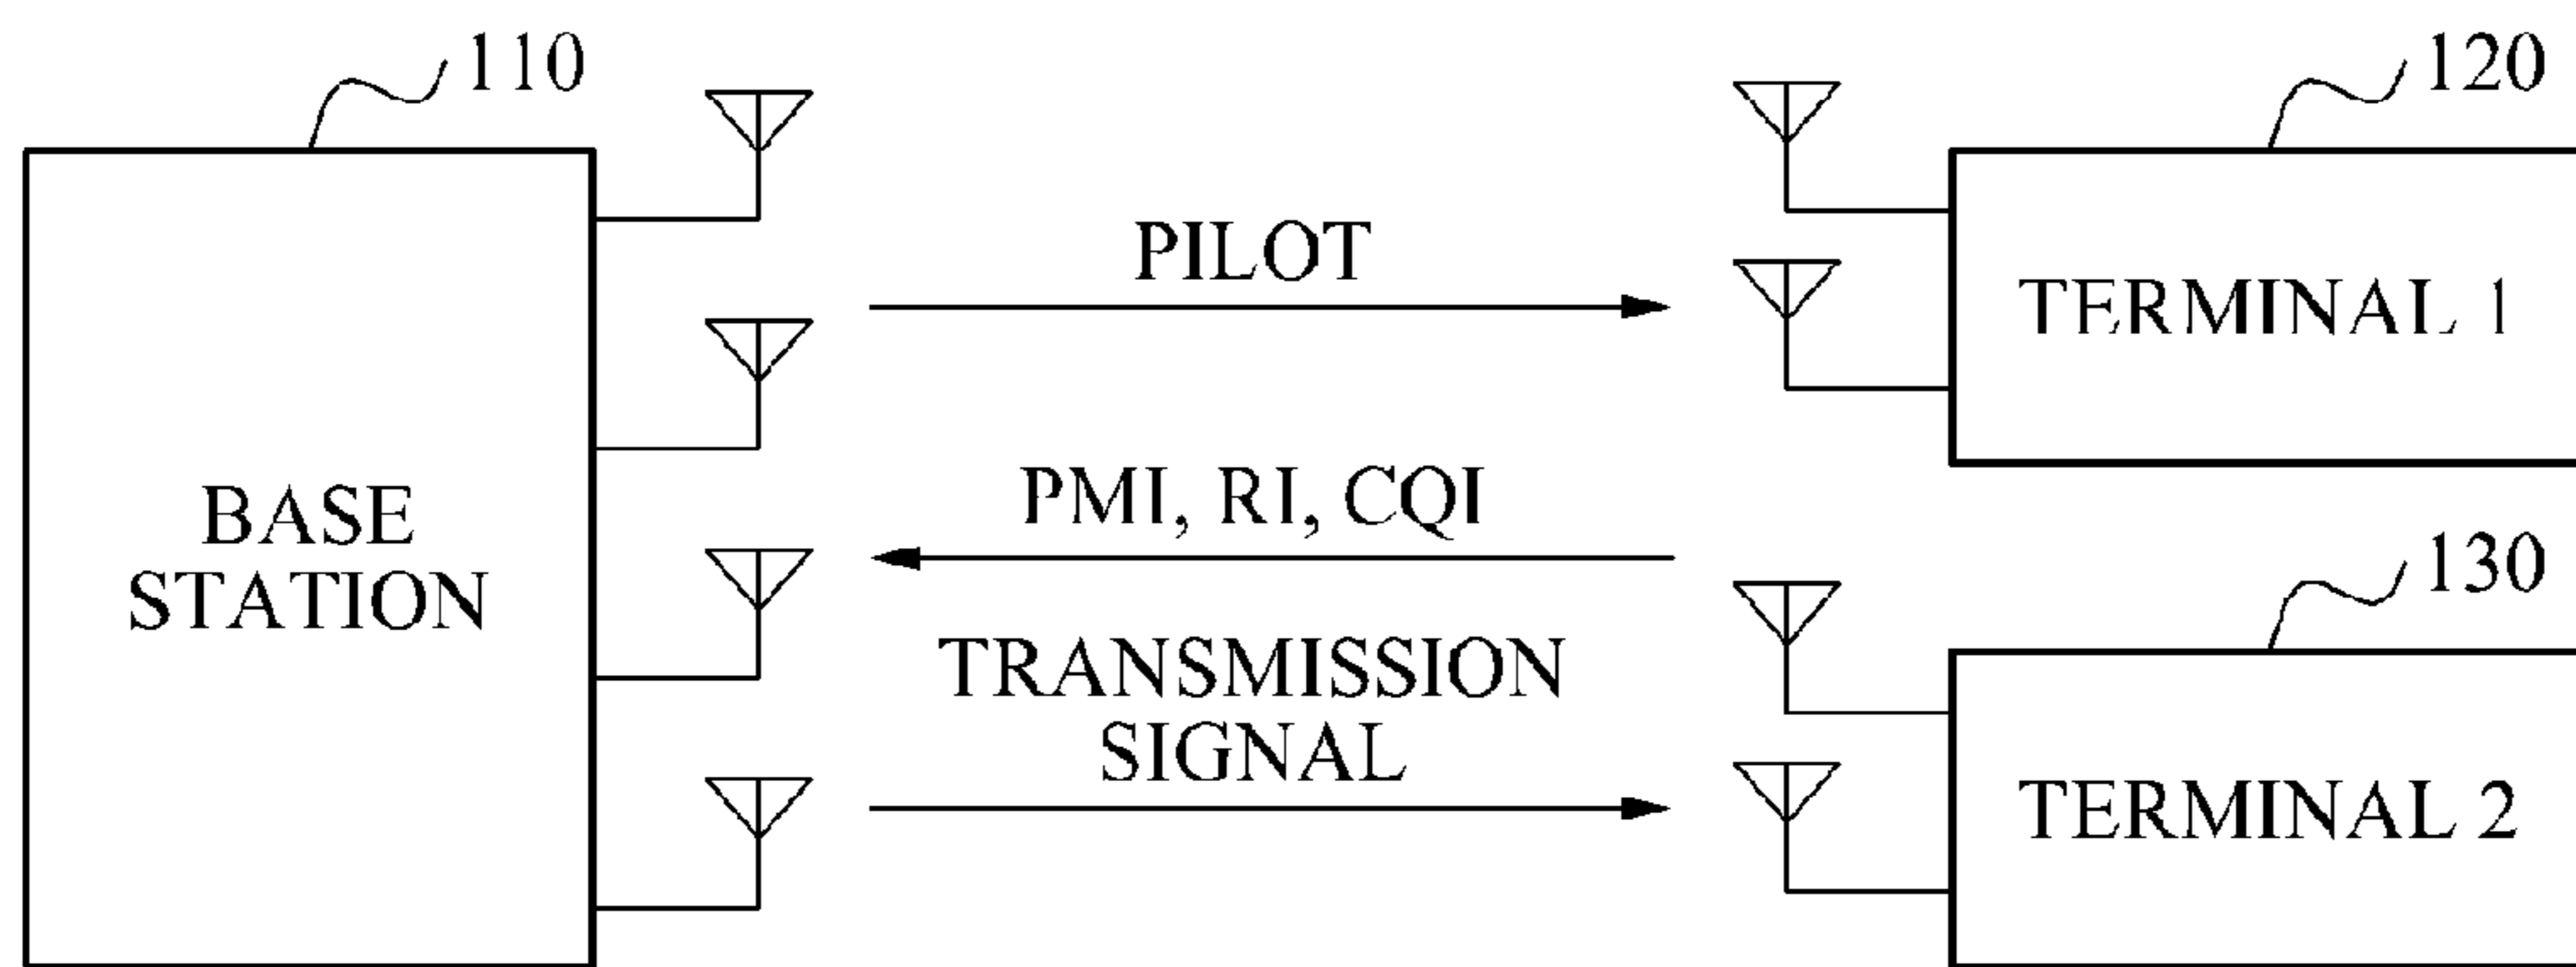 110
120
PILOT
TERMINAL 1
PMI, RI, CQI
BASE
STATION
130
TRANSMISSION
SIGNAL
TERMINAL 2